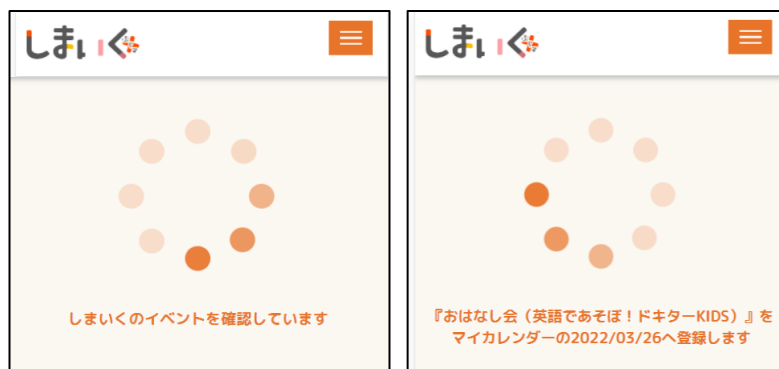 しまいく
しまいくのイベントを確認しています
しまいく
『おはなし会（英語であそぼ！ドキターKIDS）』を
マイカレンダーの2022/03/26へ登録します